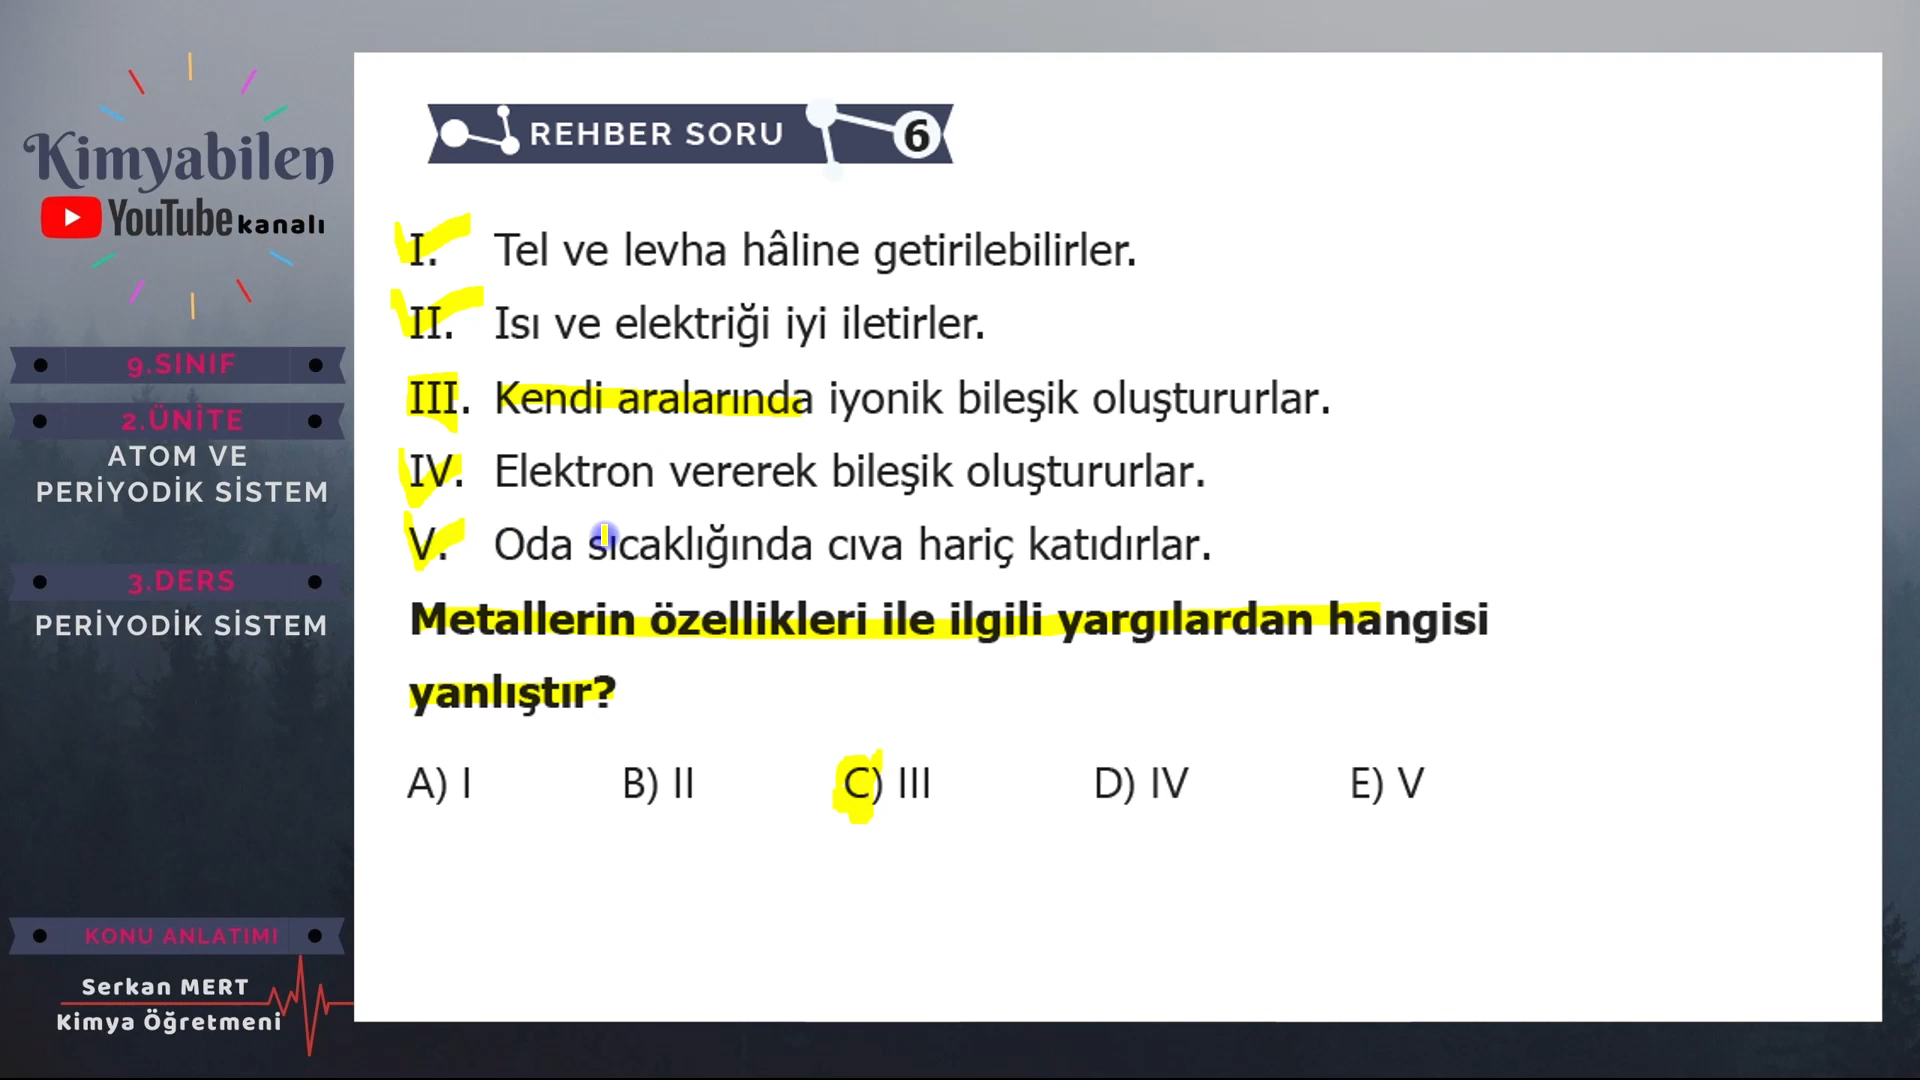 Kimyabilen
YouTube kanalı
9.SINIF
2.ÜNİTE
ATOM VE
PERİYODİK SİSTEM
3.DERS
PERİYODİK SİSTEM
KONU ANLATIMI
Serkan MERT
Kimya Öğretmeni
REHBER SORU 6
I. Tel ve levha hâline getirilebilirler.
II. Isı ve elektriği iyi iletirler.
III. Kendi aralarında iyonik bileşik oluştururlar.
IV. Elektron vererek bileşik oluştururlar.
V. Oda sıcaklığında cıva hariç katıdırlar.
Metallerin özellikleri ile ilgili yargılardan hangisi
yanlıştır?
A) I B) II C) III D) IV E) V